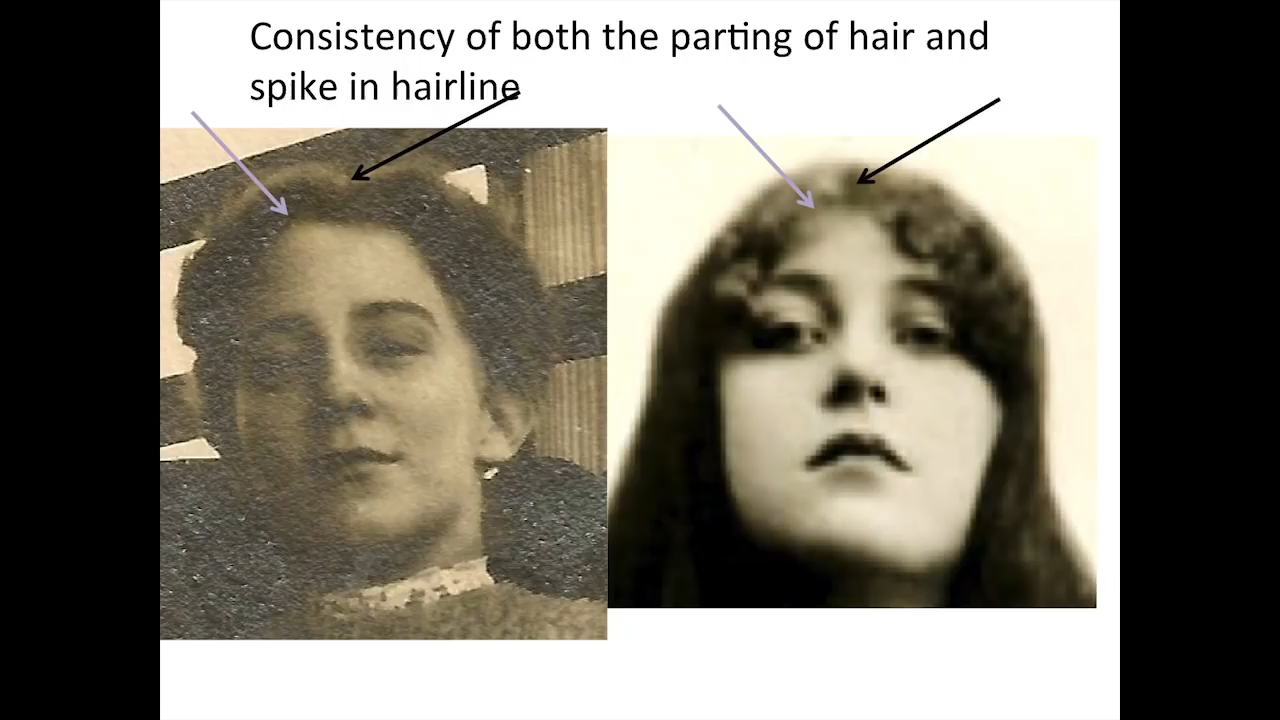 Consistency of both the parting of hair and
spike in hairline